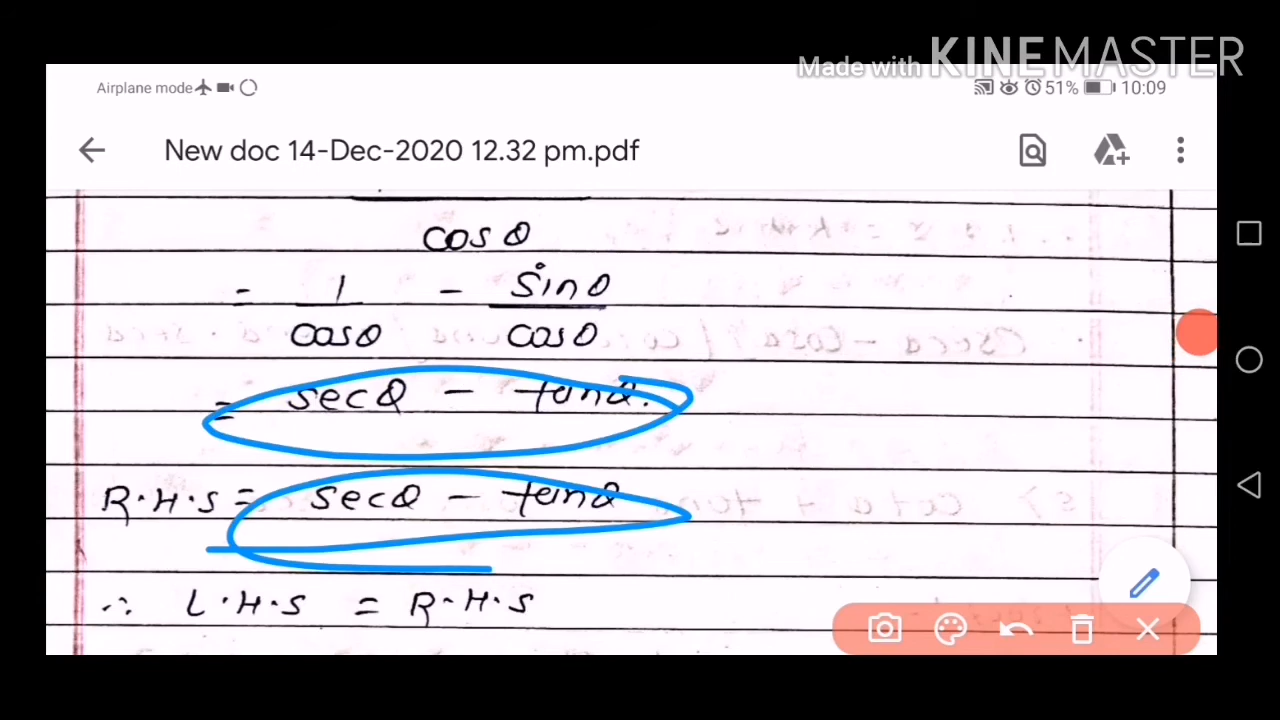 Made with KINEMASTER
Airplane mode 51% 10:09
New doc 14-Dec-2020 12.32 pm.pdf
cosθ
= 1 - sinθ
cosθ cosθ
= secθ - tanθ.
R.H.S = secθ - tanθ
∴ L.H.S = R.H.S